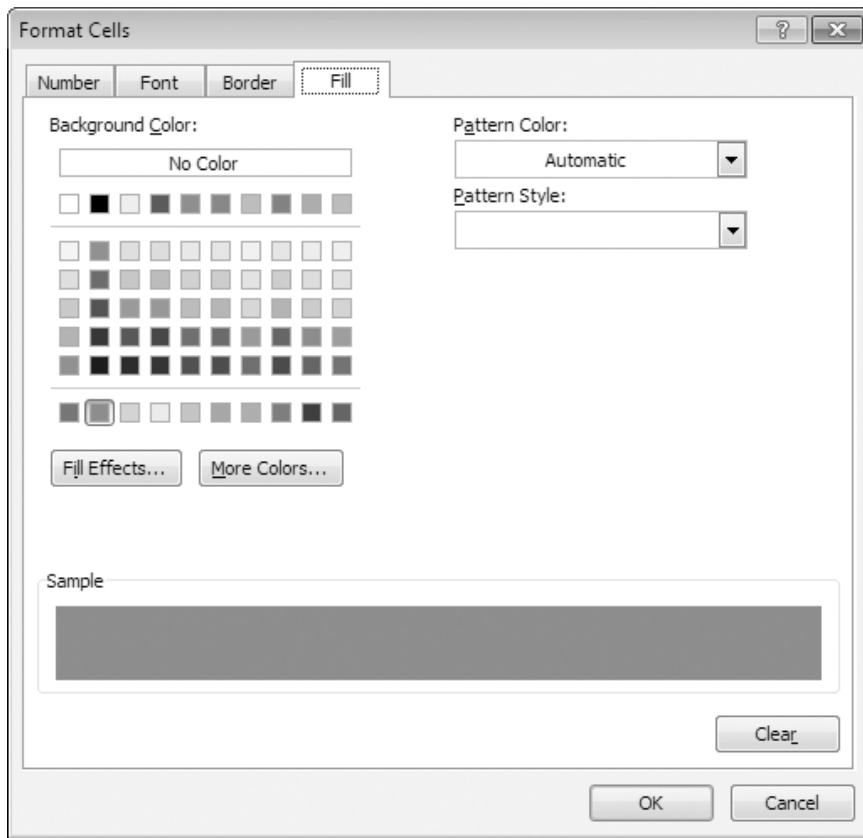 Format Cells
?
Number Font Border Fill
Background Color:
No Color
Pattern Color:
Automatic
Pattern Style:
Fill Effects...
More Colors...
Sample
Clear
OK
Cancel